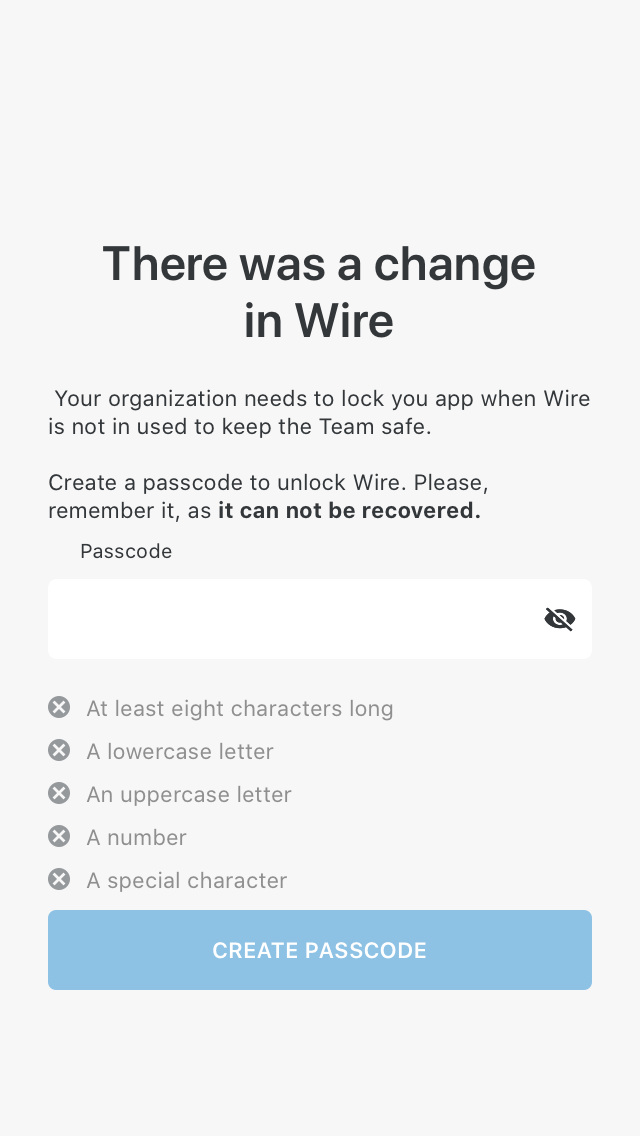 There was a change
in Wire
Your organization needs to lock you app when Wire
is not in used to keep the Team safe.
Create a passcode to unlock Wire. Please,
remember it, as it can not be recovered.
Passcode
At least eight characters long
A lowercase letter
An uppercase letter
A number
A special character
CREATE PASSCODE